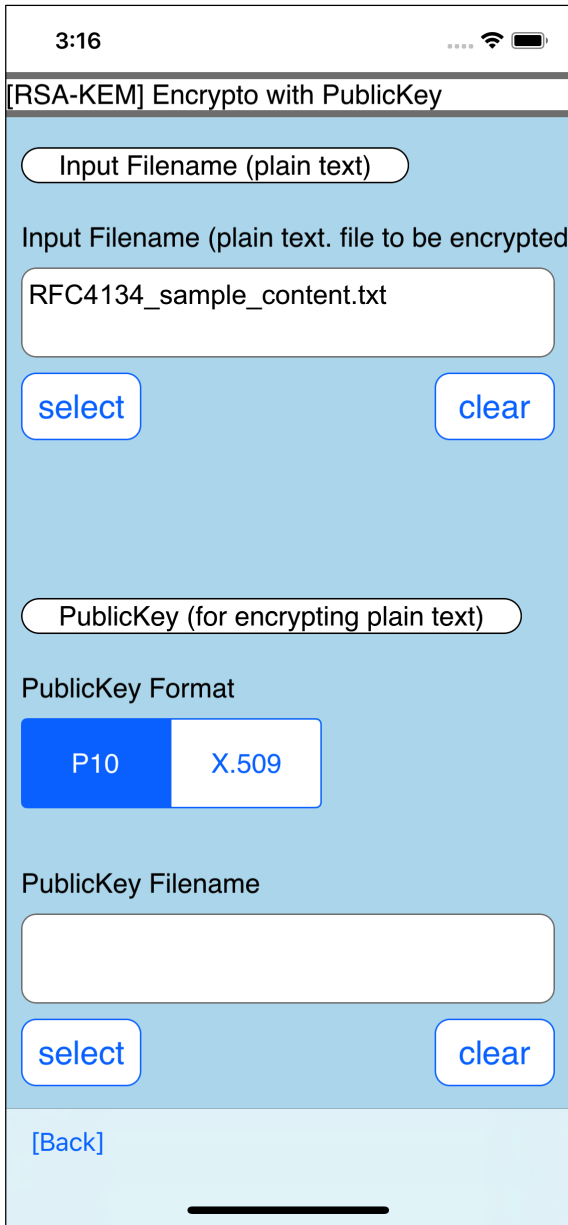 3:16
[RSA-KEM] Encrypto with PublicKey
Input Filename (plain text)
Input Filename (plain text. file to be encrypted
RFC4134_sample_content.txt
select clear
PublicKey (for encrypting plain text)
PublicKey Format
P10 X.509
PublicKey Filename
select clear
[Back]